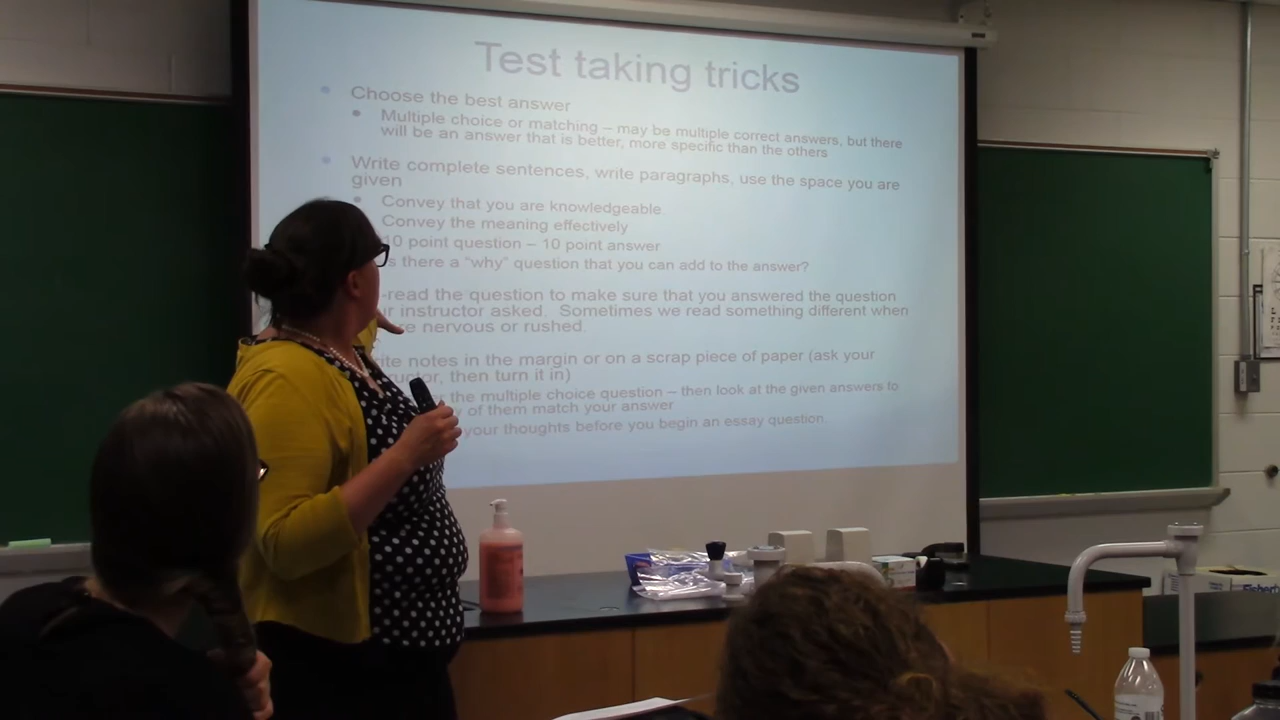 Test taking tricks
Choose the best answer
Multiple choice or matching – may be multiple correct answers, but there
will be an answer that is better, more specific than the others
Write complete sentences, write paragraphs, use the space you are
given
Convey that you are knowledgeable
Convey the meaning effectively
10 point question – 10 point answer
s there a "why" question that you can add to the answer?
-read the question to make sure that you answered the question
r instructor asked. Sometimes we read something different when
e nervous or rushed.
ite notes in the margin or on a scrap piece of paper (ask your
ructor, then turn it in)
r the multiple choice question – then look at the given answers to
y of them match your answer
your thoughts before you begin an essay question.
Fisher